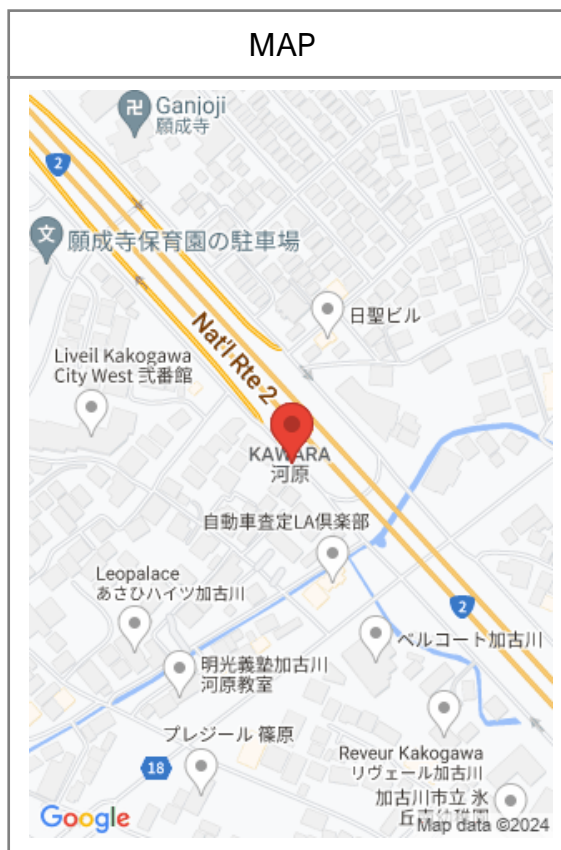 MAP
卍
Ganjoji
願成寺
2
文
願成寺保育園の駐車場
日聖ビル
Nat'l Rte 2
Liveil Kakogawa
City West 弐番館
KAWARA
河原
自動車査定LA倶楽部
Leopalace
あさひハイツ加古川
2
ベルコート加古川
明光義塾加古川
河原教室
プレジール 篠原
Reveur Kakogawa
リヴェール加古川
18
加古川市立 氷
Google
Map data ©2024